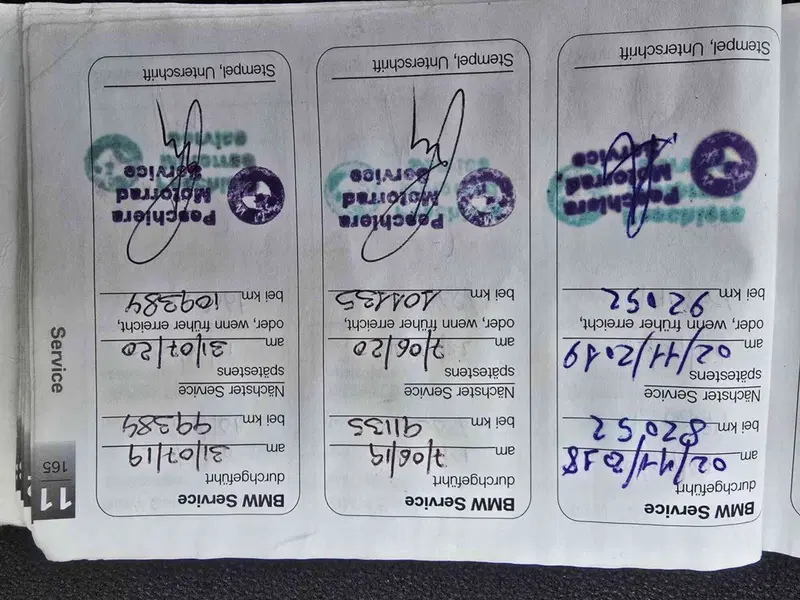 BMW Service
durchgeführt
am 02/11/2018
bei km 82052
Nächster Service
spätestens
am 02/11/2019
oder, wenn früher erreicht,
bei km 92052
Peschiera
Motorrad
Service
Stempel, Unterschrift
BMW Service
durchgeführt
am 7/06/19
bei km 91135
Nächster Service
spätestens
am 7/06/20
oder, wenn früher erreicht,
bei km 101135
Peschiera
Motorrad
Service
Stempel, Unterschrift
BMW Service
durchgeführt
am 31/07/19
bei km 99384
Nächster Service
spätestens
am 31/07/20
oder, wenn früher erreicht,
bei km 109384
Peschiera
Motorrad
Service
Stempel, Unterschrift
11
165
Service